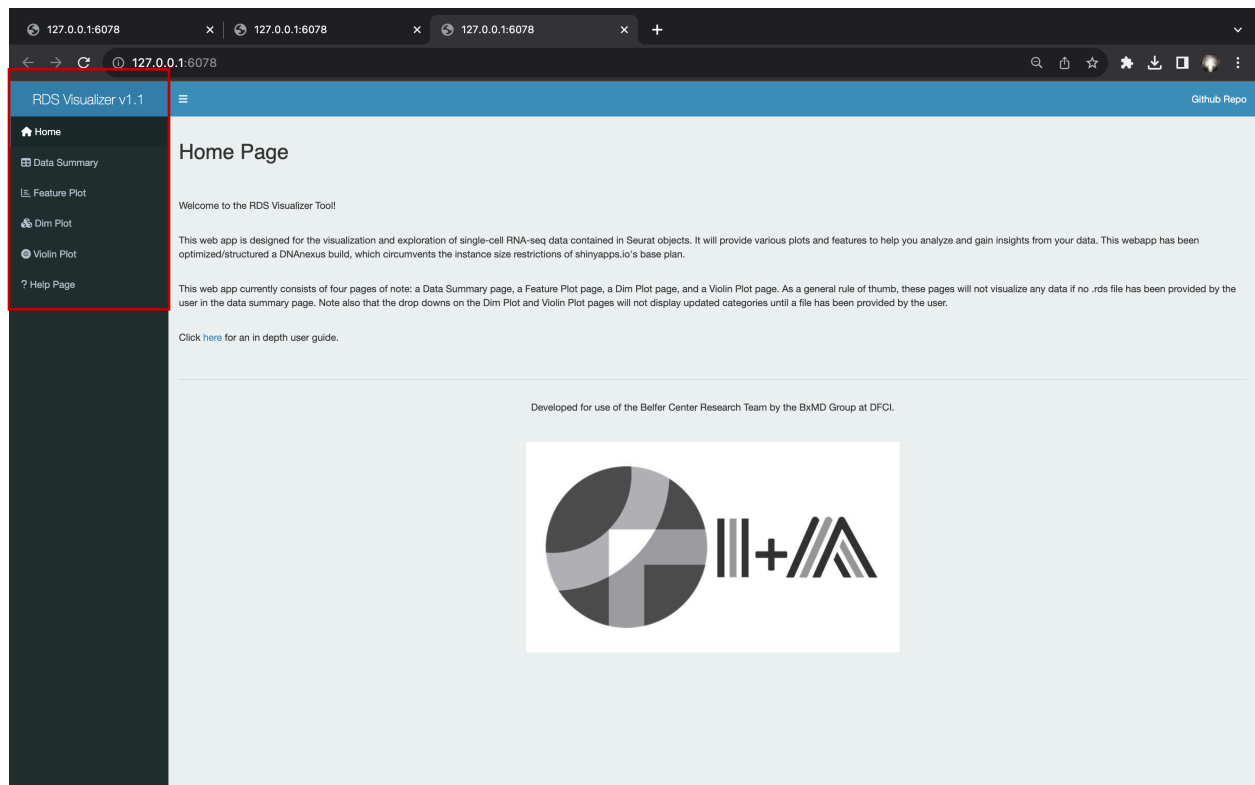 127.0.0.1:6078
127.0.0.1:6078
127.0.0.1:6078
127.0.0.1:6078
RDS Visualizer v1.1
Github Repo
Home
Data Summary
Feature Plot
Dim Plot
Violin Plot
? Help Page
Home Page
Welcome to the RDS Visualizer Tool!
This web app is designed for the visualization and exploration of single-cell RNA-seq data contained in Seurat objects. It will provide various plots and features to help you analyze and gain insights from your data. This webapp has been
optimized/structured a DNAnexus build, which circumvents the instance size restrictions of shinyapps.io's base plan.
This web app currently consists of four pages of note: a Data Summary page, a Feature Plot page, a Dim Plot page, and a Violin Plot page. As a general rule of thumb, these pages will not visualize any data if no .rds file has been provided by the
user in the data summary page. Note also that the drop downs on the Dim Plot and Violin Plot pages will not display updated categories until a file has been provided by the user.
Click here for an in depth user guide.
Developed for use of the Belfer Center Research Team by the BxMD Group at DFCI.